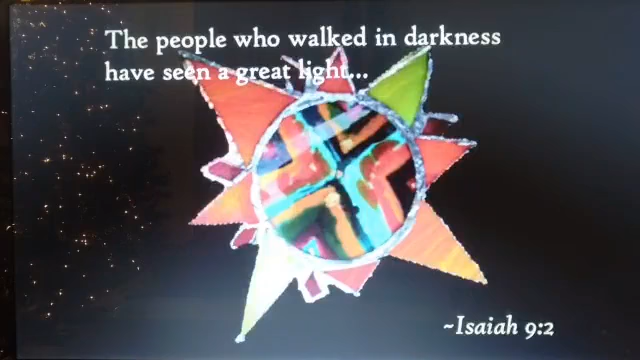 The people who walked in darkness
have seen a great light...
~Isaiah 9:2